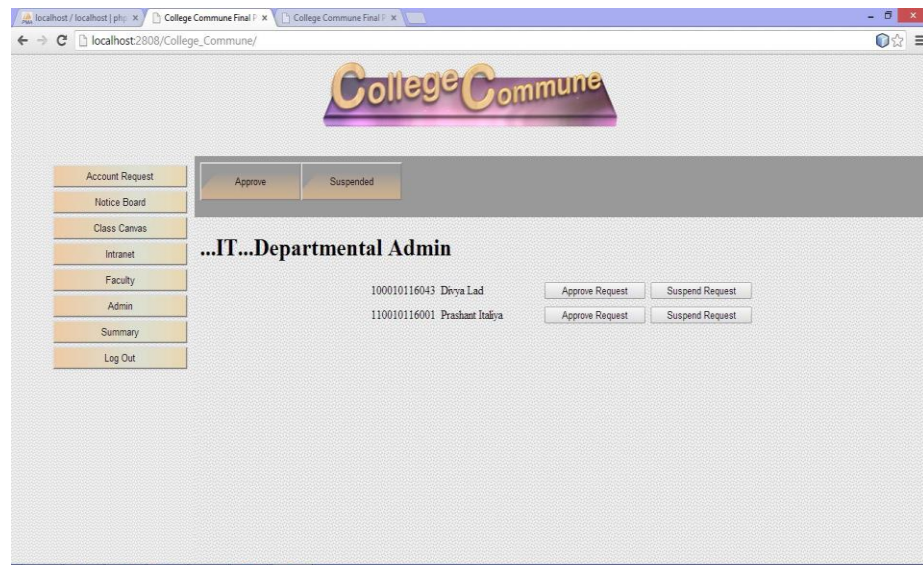 localhost / localhost | php
College Commune Final P
College Commune Final P
localhost:2808/College_Commune/
College Commune
Account Request
Notice Board
Class Canvas
Intranet
Faculty
Admin
Summary
Log Out
Approve Suspended
...IT...Departmental Admin
100010116043 Divya Lad Approve Request Suspend Request
110010116001 Prashant Italiya Approve Request Suspend Request